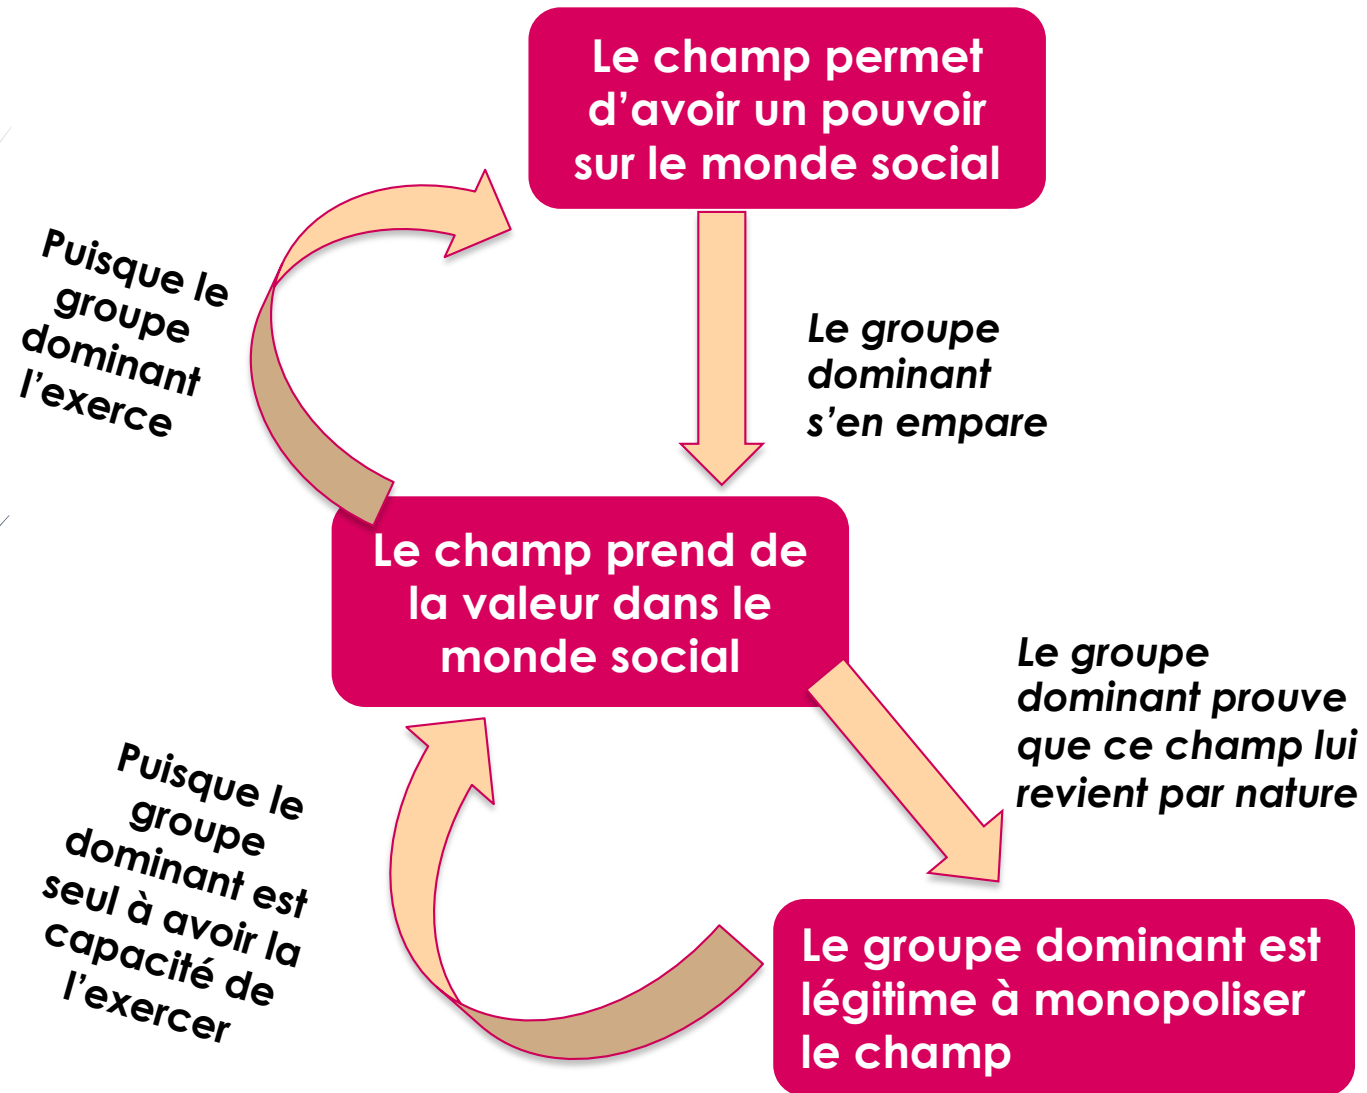 Le champ permet
d’avoir un pouvoir
sur le monde social
Puisque le
groupe
dominant
l’exerce
Le groupe
dominant
s’en empare
Le champ prend de
la valeur dans le
monde social
Le groupe
dominant prouve
que ce champ lui
revient par nature
Puisque le
groupe
dominant est
seul à avoir la
capacité de
l’exercer
Le groupe dominant est
légitime à monopoliser
le champ